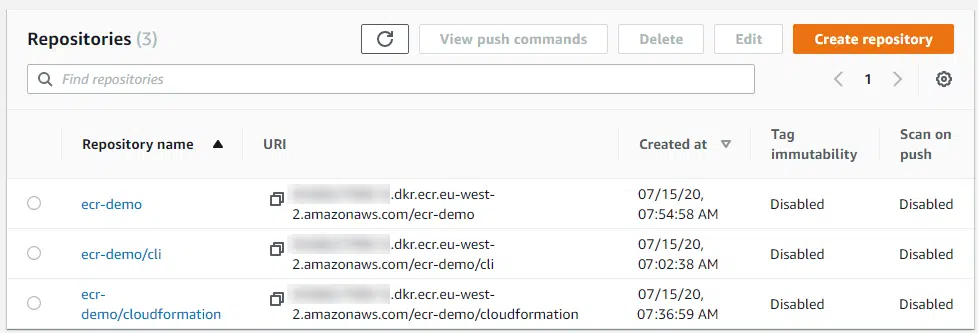 Repositories (3)
View push commands
Delete
Edit
Create repository
Find repositories
1
Repository name
URI
Created at
Tag
immutability
Scan on
push
ecr-demo
.dkr.ecr.eu-west-
2.amazonaws.com/ecr-demo
07/15/20,
07:54:58 AM
Disabled
Disabled
ecr-demo/cli
.dkr.ecr.eu-west-
2.amazonaws.com/ecr-demo/cli
07/15/20,
07:02:38 AM
Disabled
Disabled
ecr-
demo/cloudformation
.dkr.ecr.eu-west-
2.amazonaws.com/ecr-demo/cloudformation
07/15/20,
07:36:59 AM
Disabled
Disabled